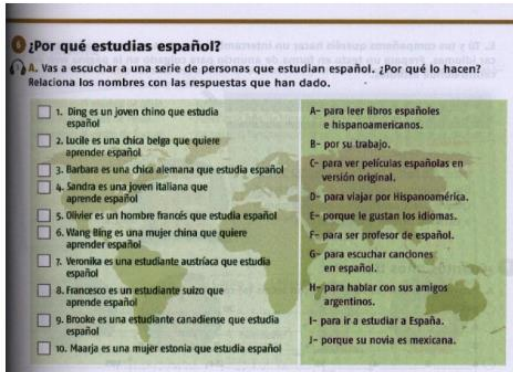 ¿Por qué estudias español?
A. Vas a escuchar a una serie de personas que estudian español. ¿Por qué lo hacen?
Relaciona los nombres con las respuestas que han dado.
1. Ding es un joven chino que estudia
español
2. Lucile es una chica belga que quiere
aprender español
3. Barbara es una chica alemana que estudia español
4. Sandra es una joven italiana que
aprende español
5. Olivier es un hombre francés que estudia español
6. Wang Bing es una mujer china que quiere
aprender español
7. Veronika es una estudiante austríaca que estudia
español
8. Francesco es un estudiante suizo que
aprende español
9. Brooke es una estudiante canadiense que estudia
español
10. Maarja es una mujer estonia que estudia español
A- para leer libros españoles
e hispanoamericanos.
B- por su trabajo.
C- para ver películas españolas en
versión original.
D- para viajar por Hispanoamérica.
E- porque le gustan los idiomas.
F- para ser profesor de español.
G- para escuchar canciones
en español.
H- para hablar con sus amigos
argentinos.
I- para ir a estudiar a España.
J- porque su novia es mexicana.